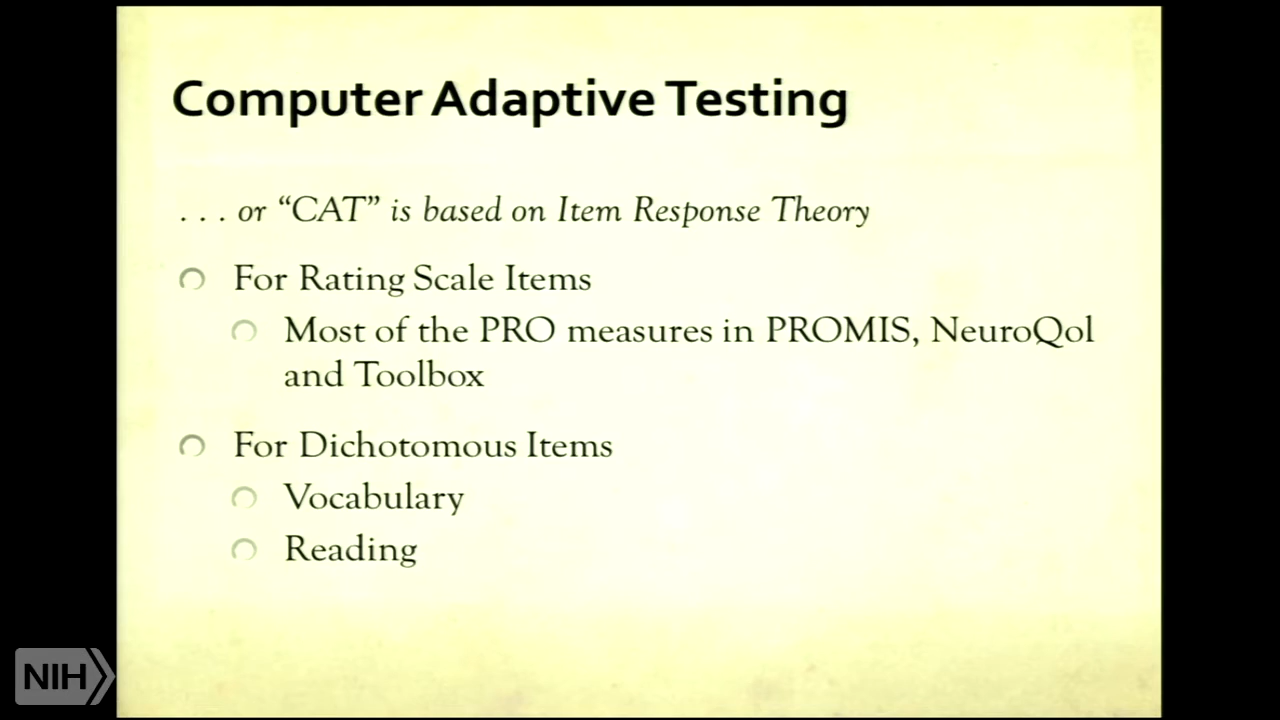 Computer Adaptive Testing
. . . or “CAT” is based on Item Response Theory
For Rating Scale Items
Most of the PRO measures in PROMIS, NeuroQol
and Toolbox
For Dichotomous Items
Vocabulary
Reading
NIH